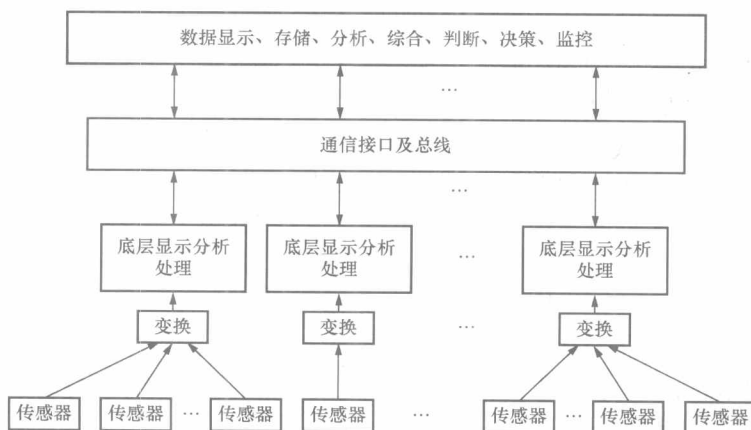 数据显示、存储、分析、综合、判断、决策、监控
…
通信接口及总线
…
底层显示分析
处理
底层显示分析
处理
…
底层显示分析
处理
变换
变换
…
变换
传感器
传感器
…
传感器
传感器
…
传感器
…
传感器
传感器